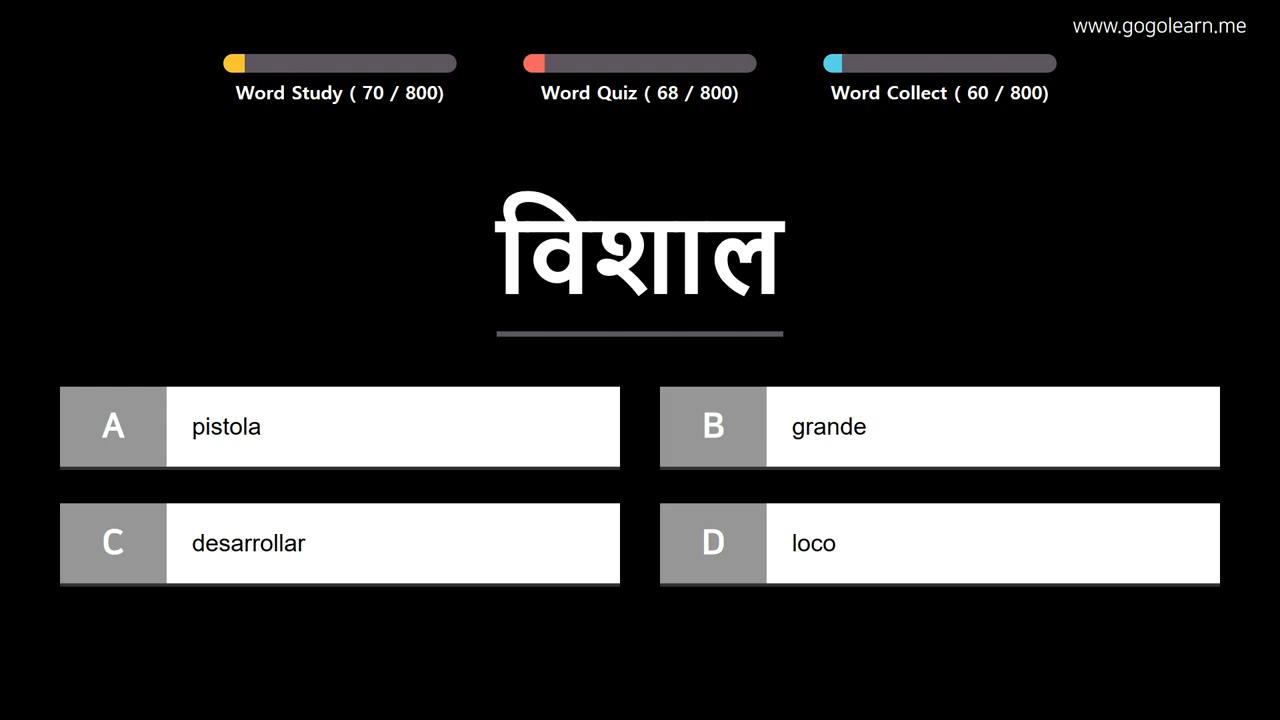 www.gogolearn.me
Word Study ( 70 / 800)
Word Quiz ( 68 / 800)
Word Collect ( 60 / 800)
विशाल
A pistola
B grande
C desarrollar
D loco